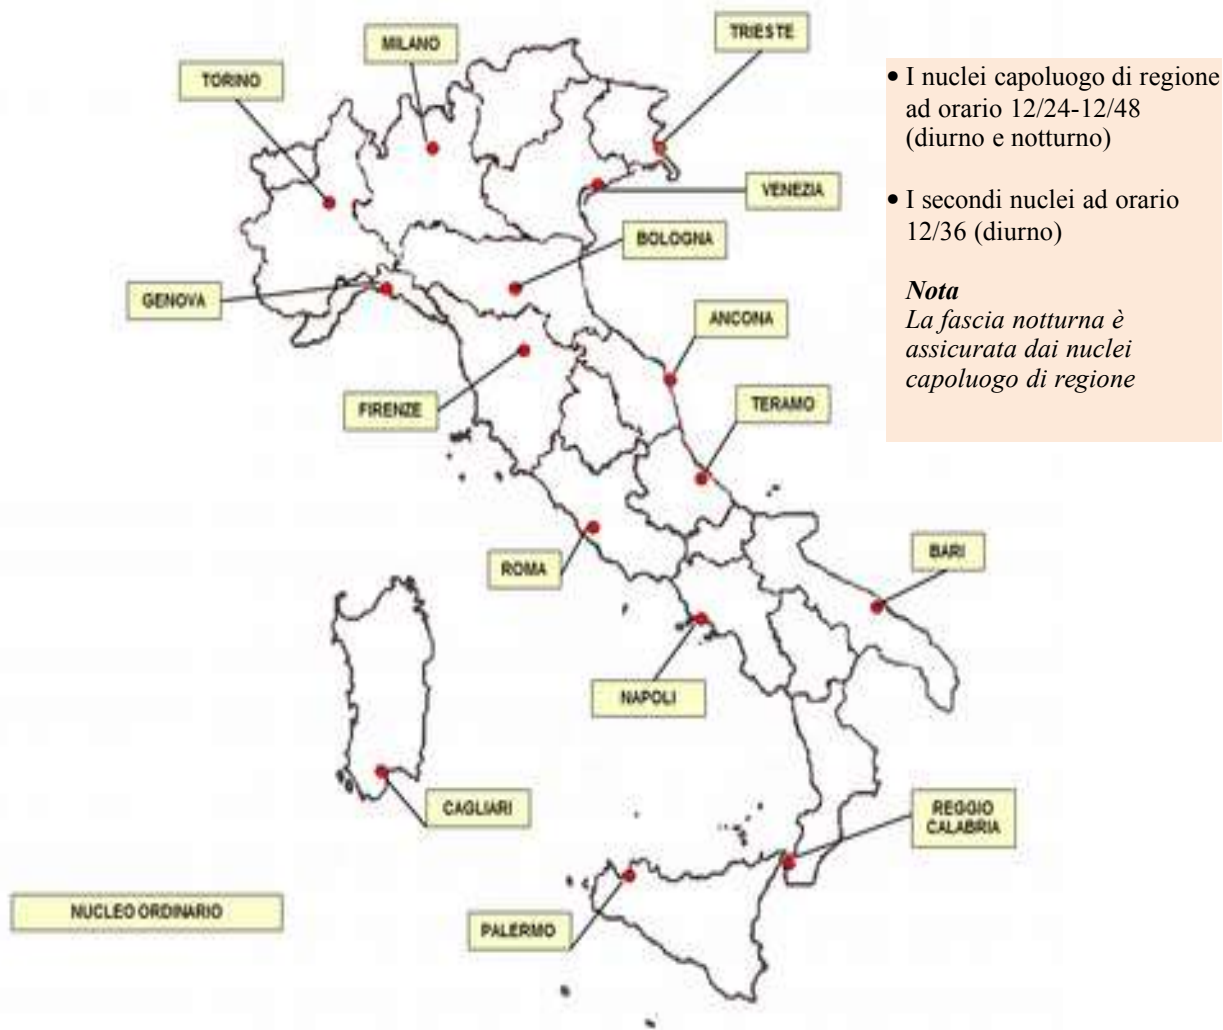 TRIESTE
MILANO
TORINO
VENEZIA
BOLOGNA
GENOVA
ANCONA
FIRENZE
TERAMO
ROMA
BARI
NAPOLI
CAGLIARI
REGGIO
CALABRIA
PALERMO
NUCLEO ORDINARIO
• I nuclei capoluogo di regione
ad orario 12/24-12/48
(diurno e notturno)
• I secondi nuclei ad orario
12/36 (diurno)
Nota
La fascia notturna è
assicurata dai nuclei
capoluogo di regione